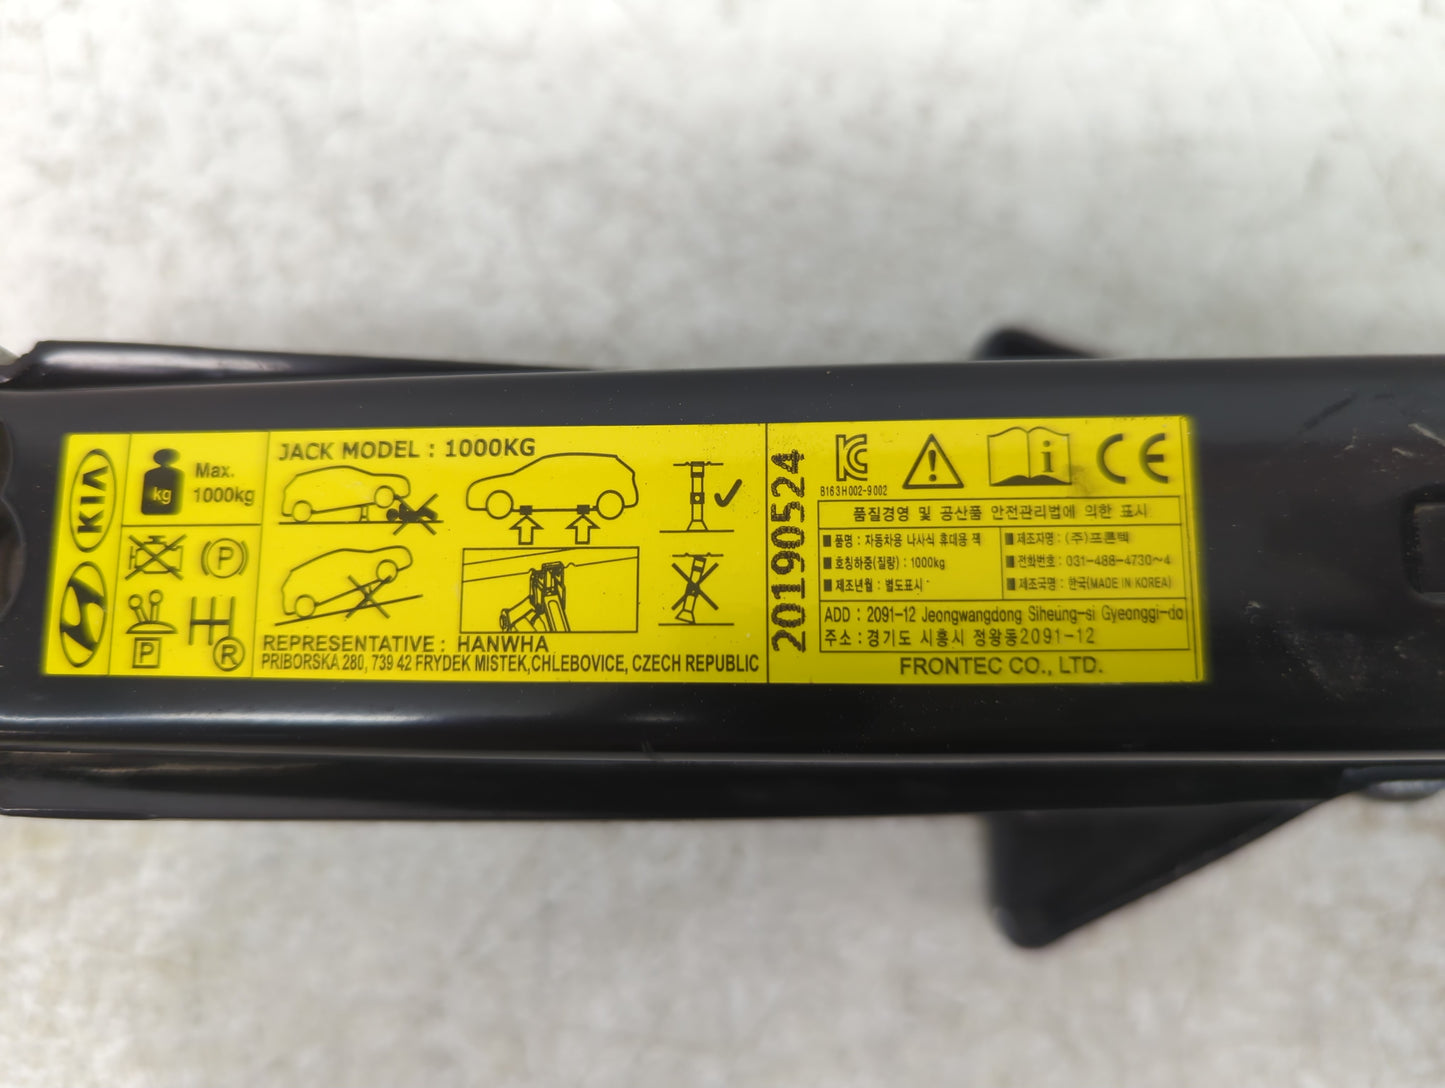 KIA
kg
Max.
1000kg
P
P
R
JACK MODEL : 1000KG
REPRESENTATIVE : HANWHA
PRIBORSKA 280, 739 42 FRYDEK MISTEK,CHLEBOVICE, CZECH REPUBLIC
20190524
B163H002-9002
i
CE
품질경영 및 공산품 안전관리법에 의한 표시
■ 품명 : 자동차용 나사식 휴대용 잭
■ 호칭하중(질량) : 1000kg
■ 제조년월 : 별도표시
■ 제조자명 : (주)프론텍
■ 전화번호 : 031-488-4730~4
■ 제조국명 : 한국(MADE IN KOREA)
ADD : 2091-12 Jeongwangdong Siheung-si Gyeonggi-do
주소 : 경기도 시흥시 정왕동2091-12
FRONTEC CO., LTD.